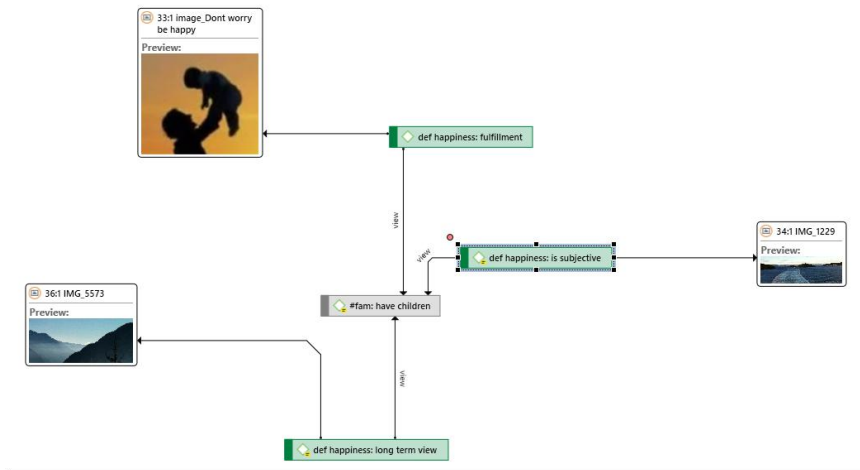 33:1 image_Dont worry
be happy
Preview:
def happiness: fulfillment
view
34:1 IMG_1229
Preview:
view
def happiness: is subjective
36:1 IMG_5573
Preview:
#fam: have children
view
def happiness: long term view